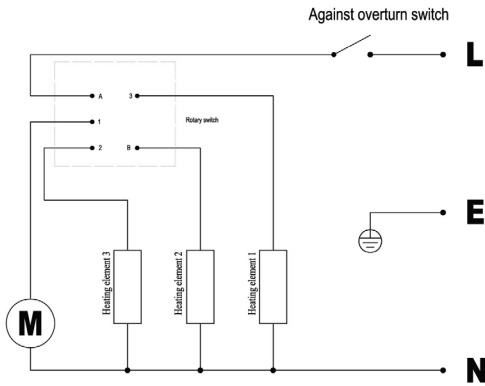 Against overturn switch
L
A 3
1 Rotary switch
2 B
E
Heating element 3
Heating element 2
Heating element 1
M
N